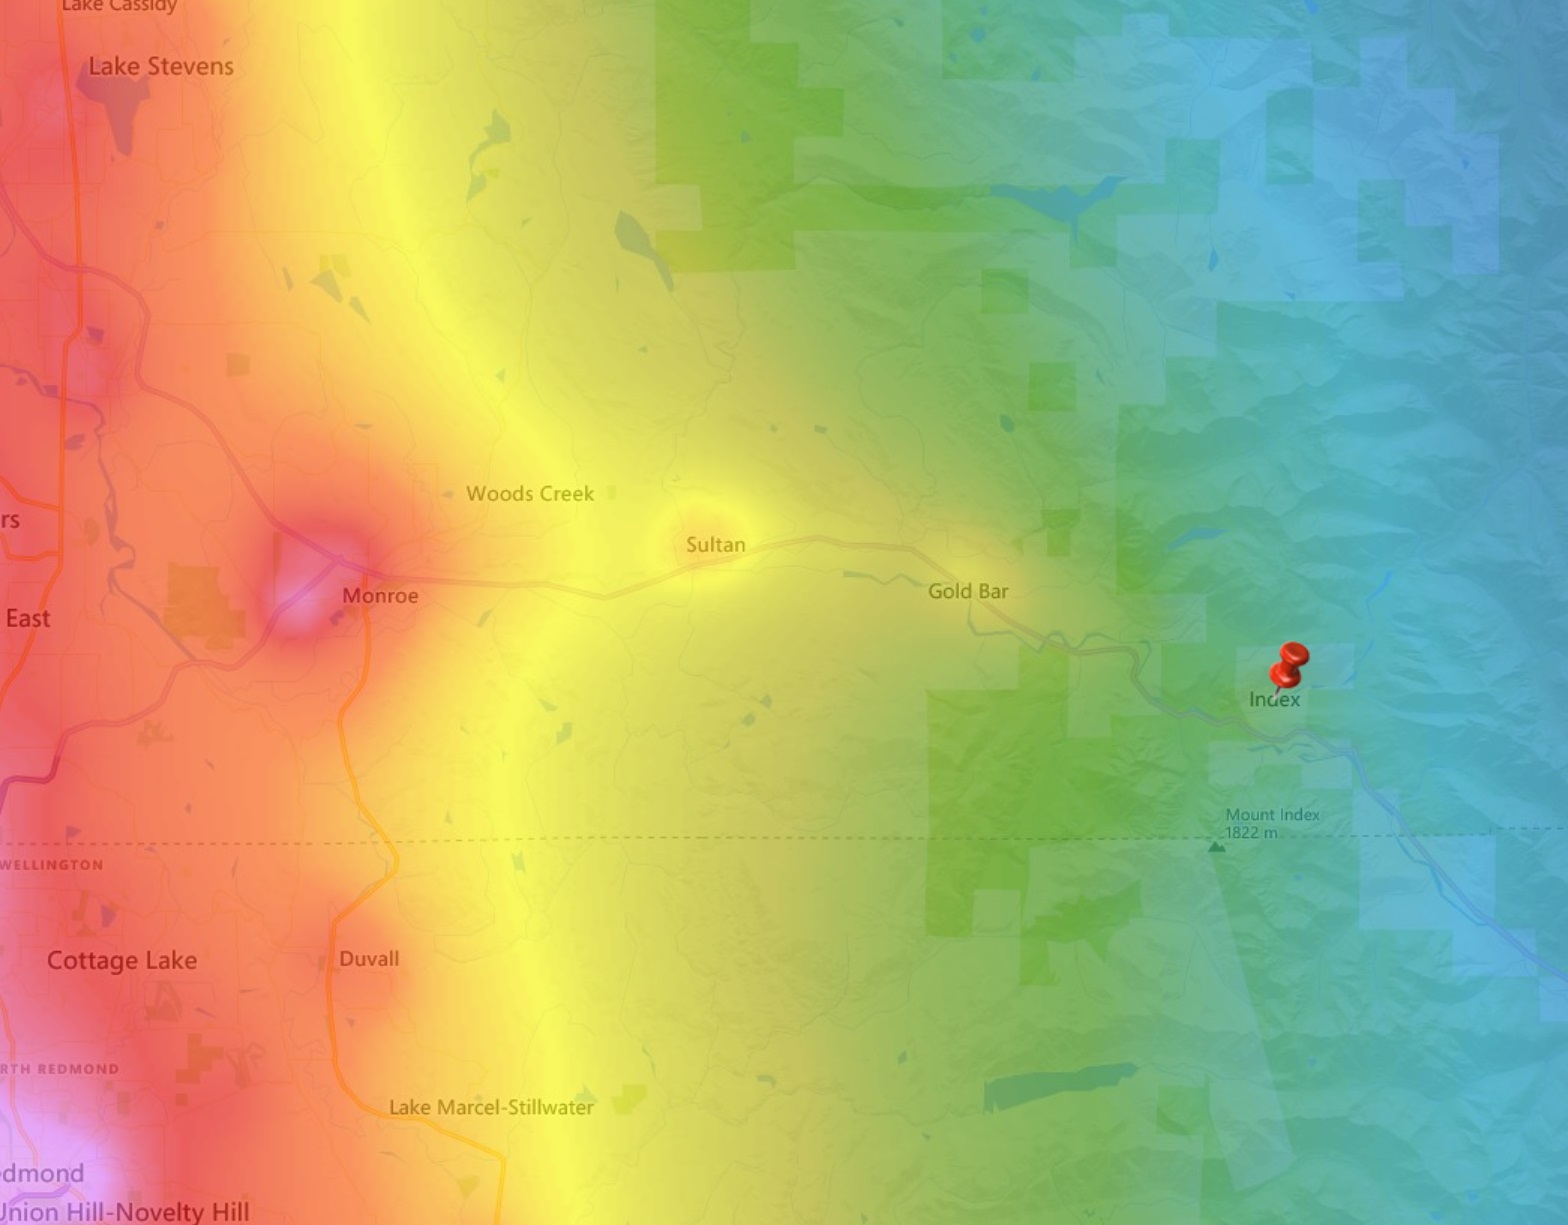 Lake Cassidy
Lake Stevens
rs
Woods Creek
Sultan
Gold Bar
Monroe
East
Index
Mount Index
1822 m
WELLINGTON
Cottage Lake
Duvall
RTH REDMOND
Lake Marcel-Stillwater
edmond
Union Hill-Novelty Hill